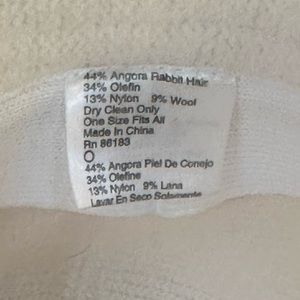 44% Angora Rabbit Hair
34% Olefin
13% Nylon 9% Wool
Dry Clean Only
One Size Fits All
Made In China
Rn 86183
O
44% Angora Piel De Conejo
34% Olefine
13% Nylon 9% Lana
Lavar En Seco Solamente